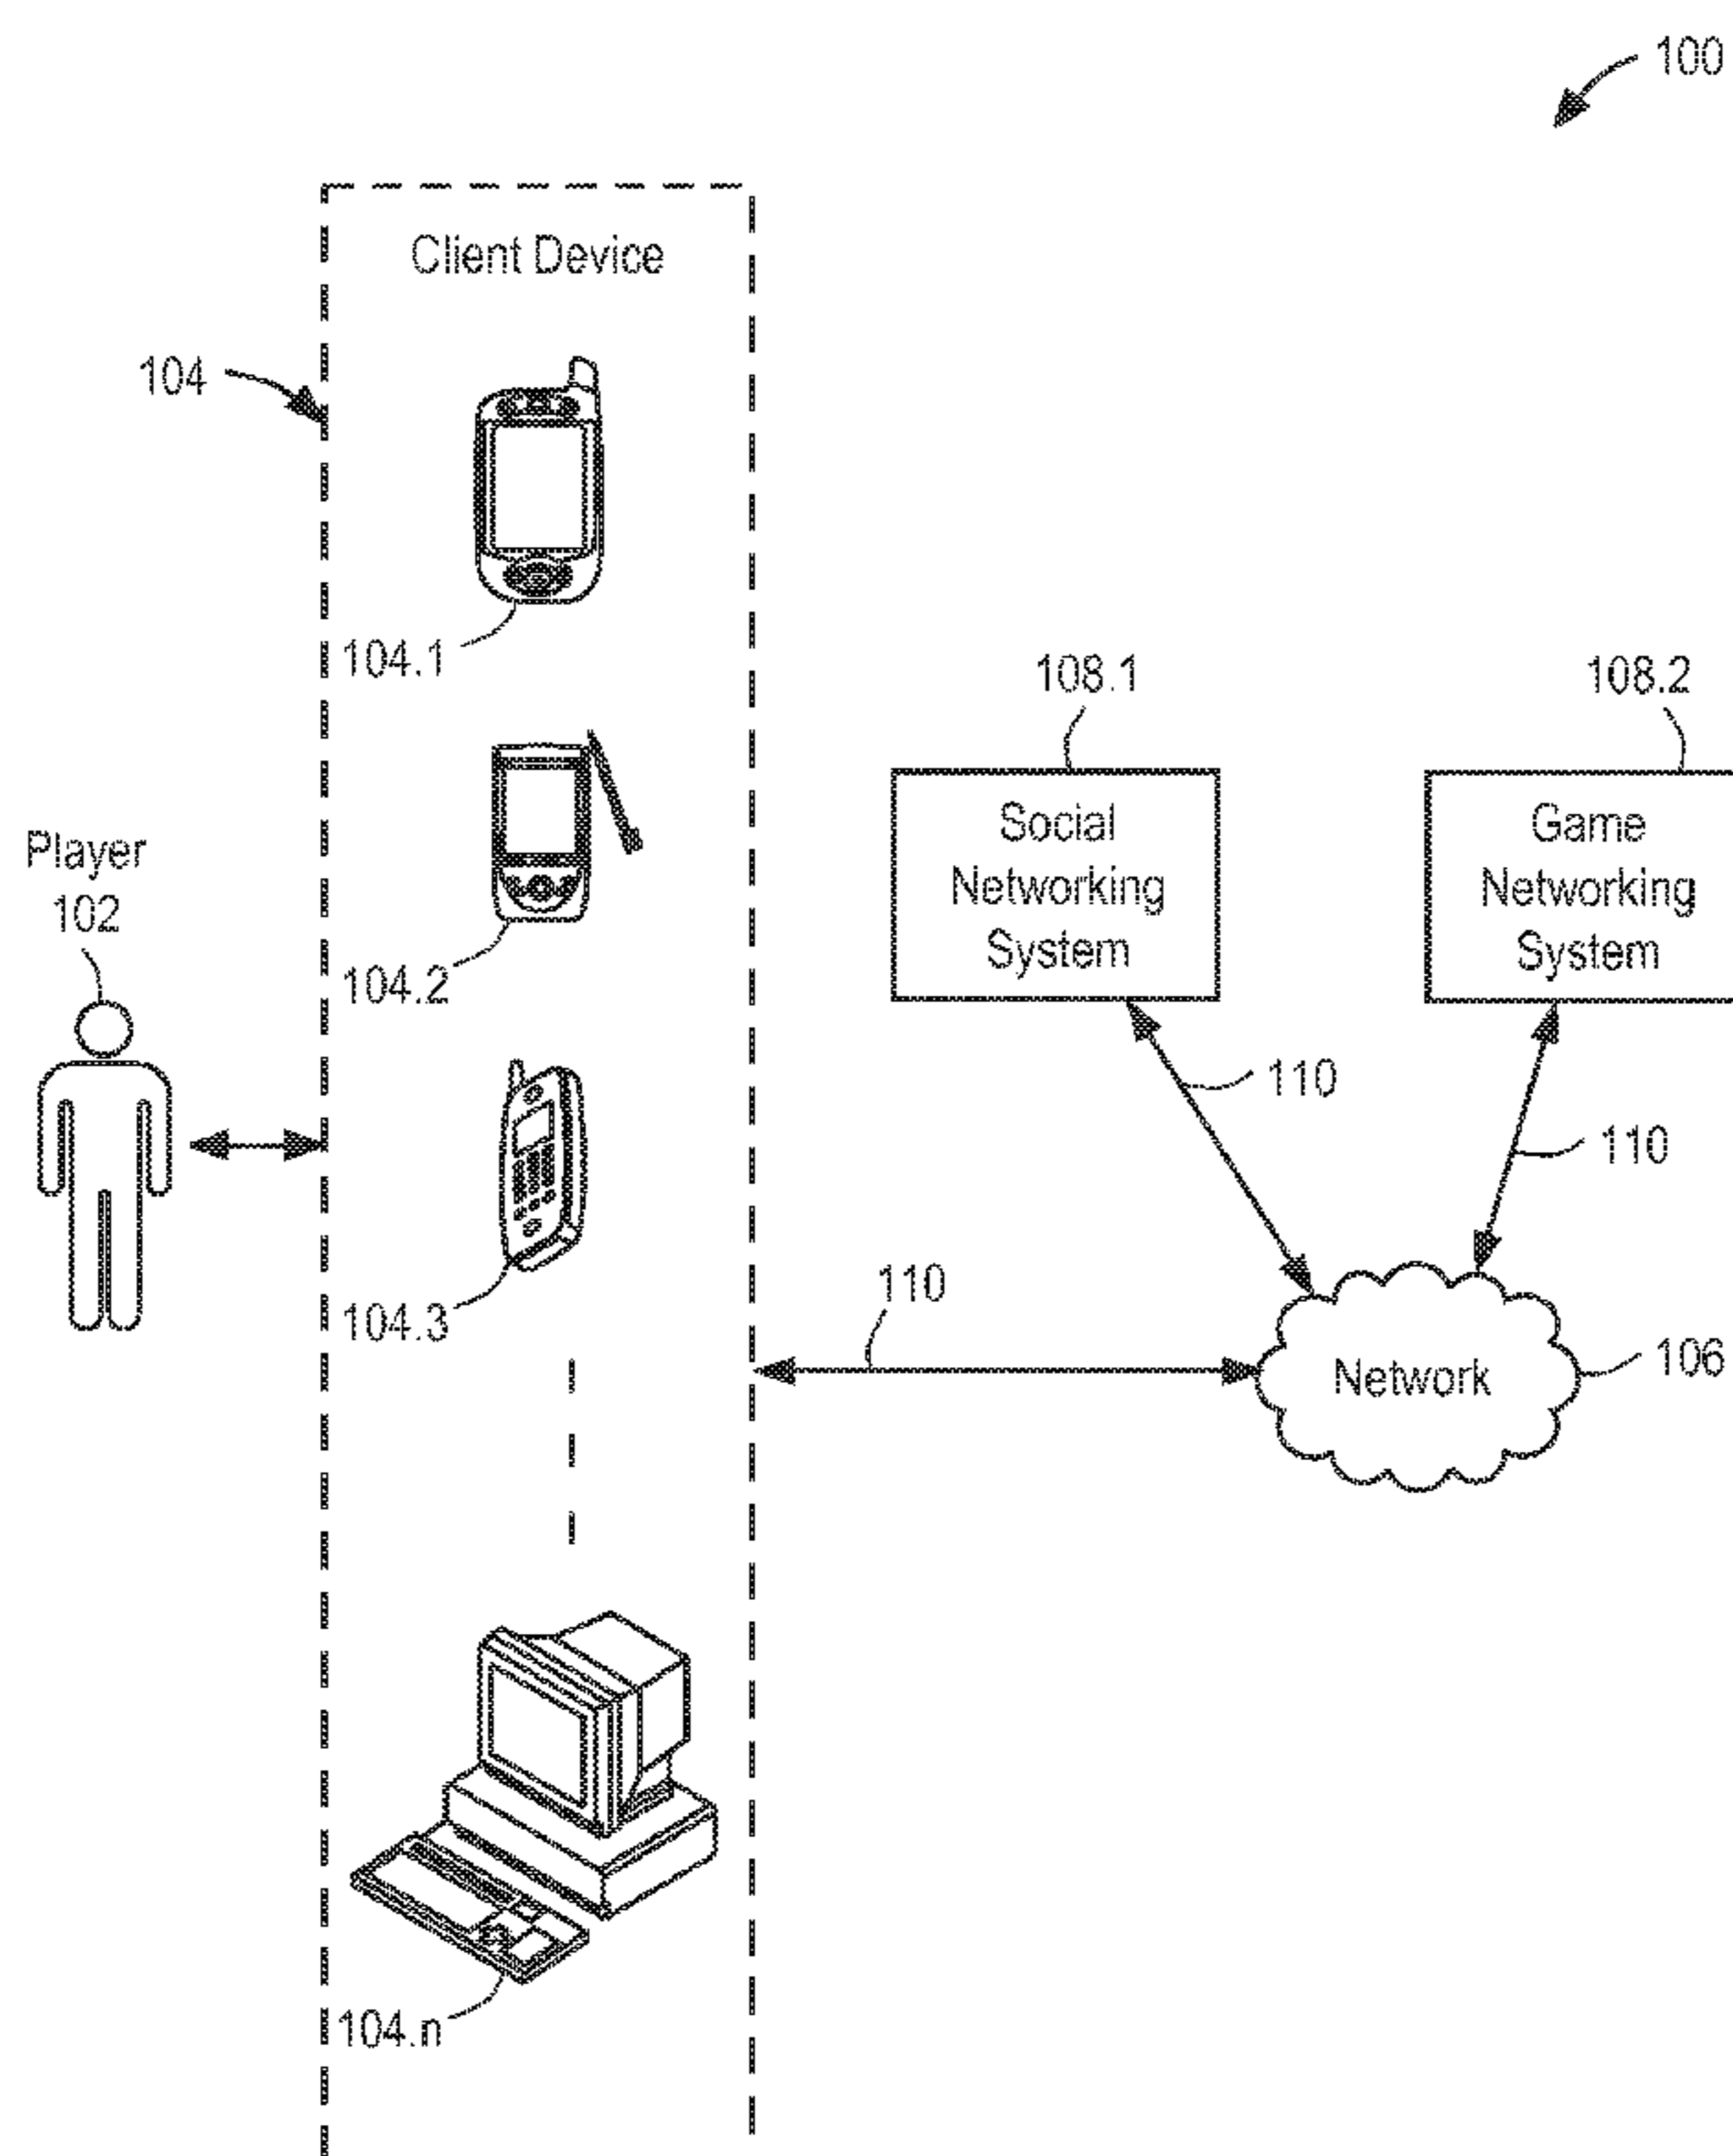 100
Client Device
104
104.1
108.1
108.2
Social
Networking
System
Game
Networking
System
Player
102
104.2
110
110
104.3
110
Network
106
104.n